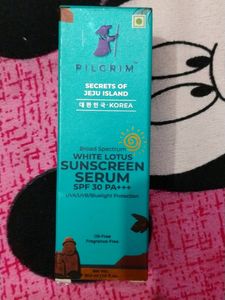 PILGRIM™
SECRETS OF
JEJU ISLAND
대한민국·KOREA
Broad Spectrum
WHITE LOTUS
SUNSCREEN
SERUM
SPF 30 PA+++
UVA/UVB/Bluelight Protection
Oil-Free
Fragrance-Free